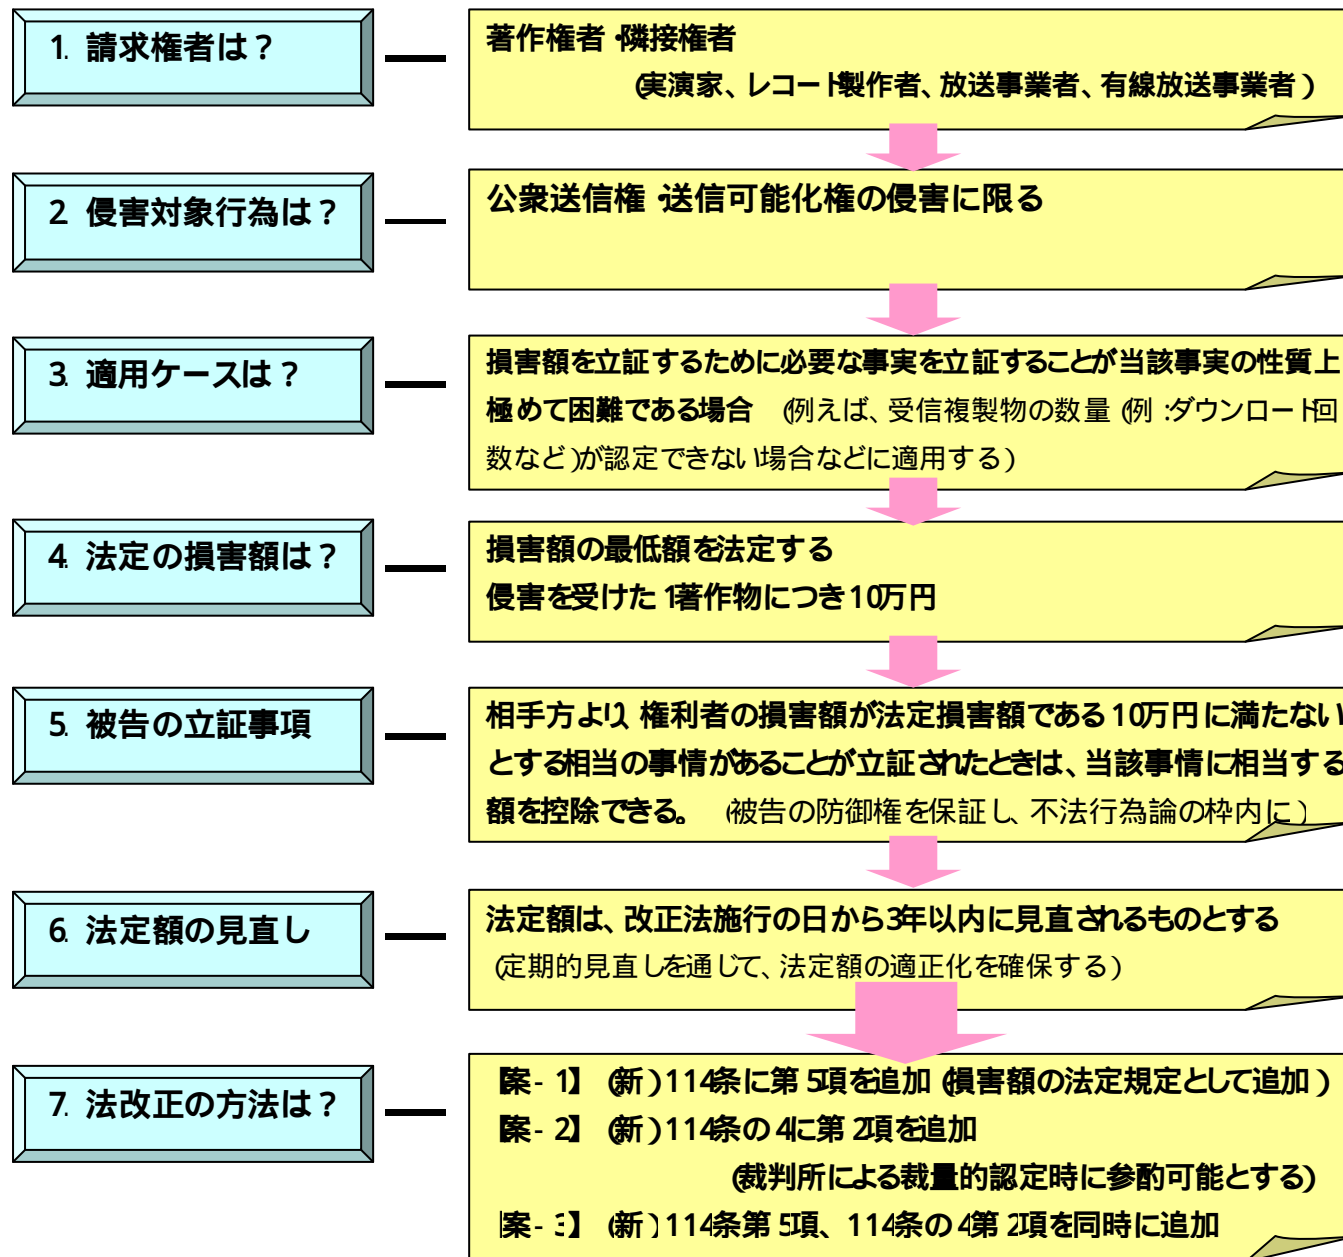 1. 請求権者は？
著作権者・隣接権者
(実演家、レコード製作者、放送事業者、有線放送事業者)
2. 侵害対象行為は？
公衆送信権・送信可能化権の侵害に限る
3. 適用ケースは？
損害額を立証するために必要な事実を立証することが当該事実の性質上
極めて困難である場合 (例えば、受信複製物の数量(例:ダウンロード回
数など)が認定できない場合などに適用する)
4. 法定の損害額は？
損害額の最低額を法定する
侵害を受けた1著作物につき10万円
5. 被告の立証事項
相手方より、権利者の損害額が法定損害額である10万円に満たない
とする相当の事情があることが立証されたときは、当該事情に相当する
額を控除できる。 (被告の防御権を保証し、不法行為論の枠内に)
6. 法定額の見直し
法定額は、改正法施行の日から3年以内に見直されるものとする
(定期的見直しを通じて、法定額の適正化を確保する)
7. 法改正の方法は？
【案-1】 (新)114条に第5項を追加(損害額の法定規定として追加)
【案-2】 (新)114条の4に第2項を追加
(裁判所による裁量的認定時に参酌可能とする)
【案-3】 (新)114条第5項、114条の4第2項を同時に追加